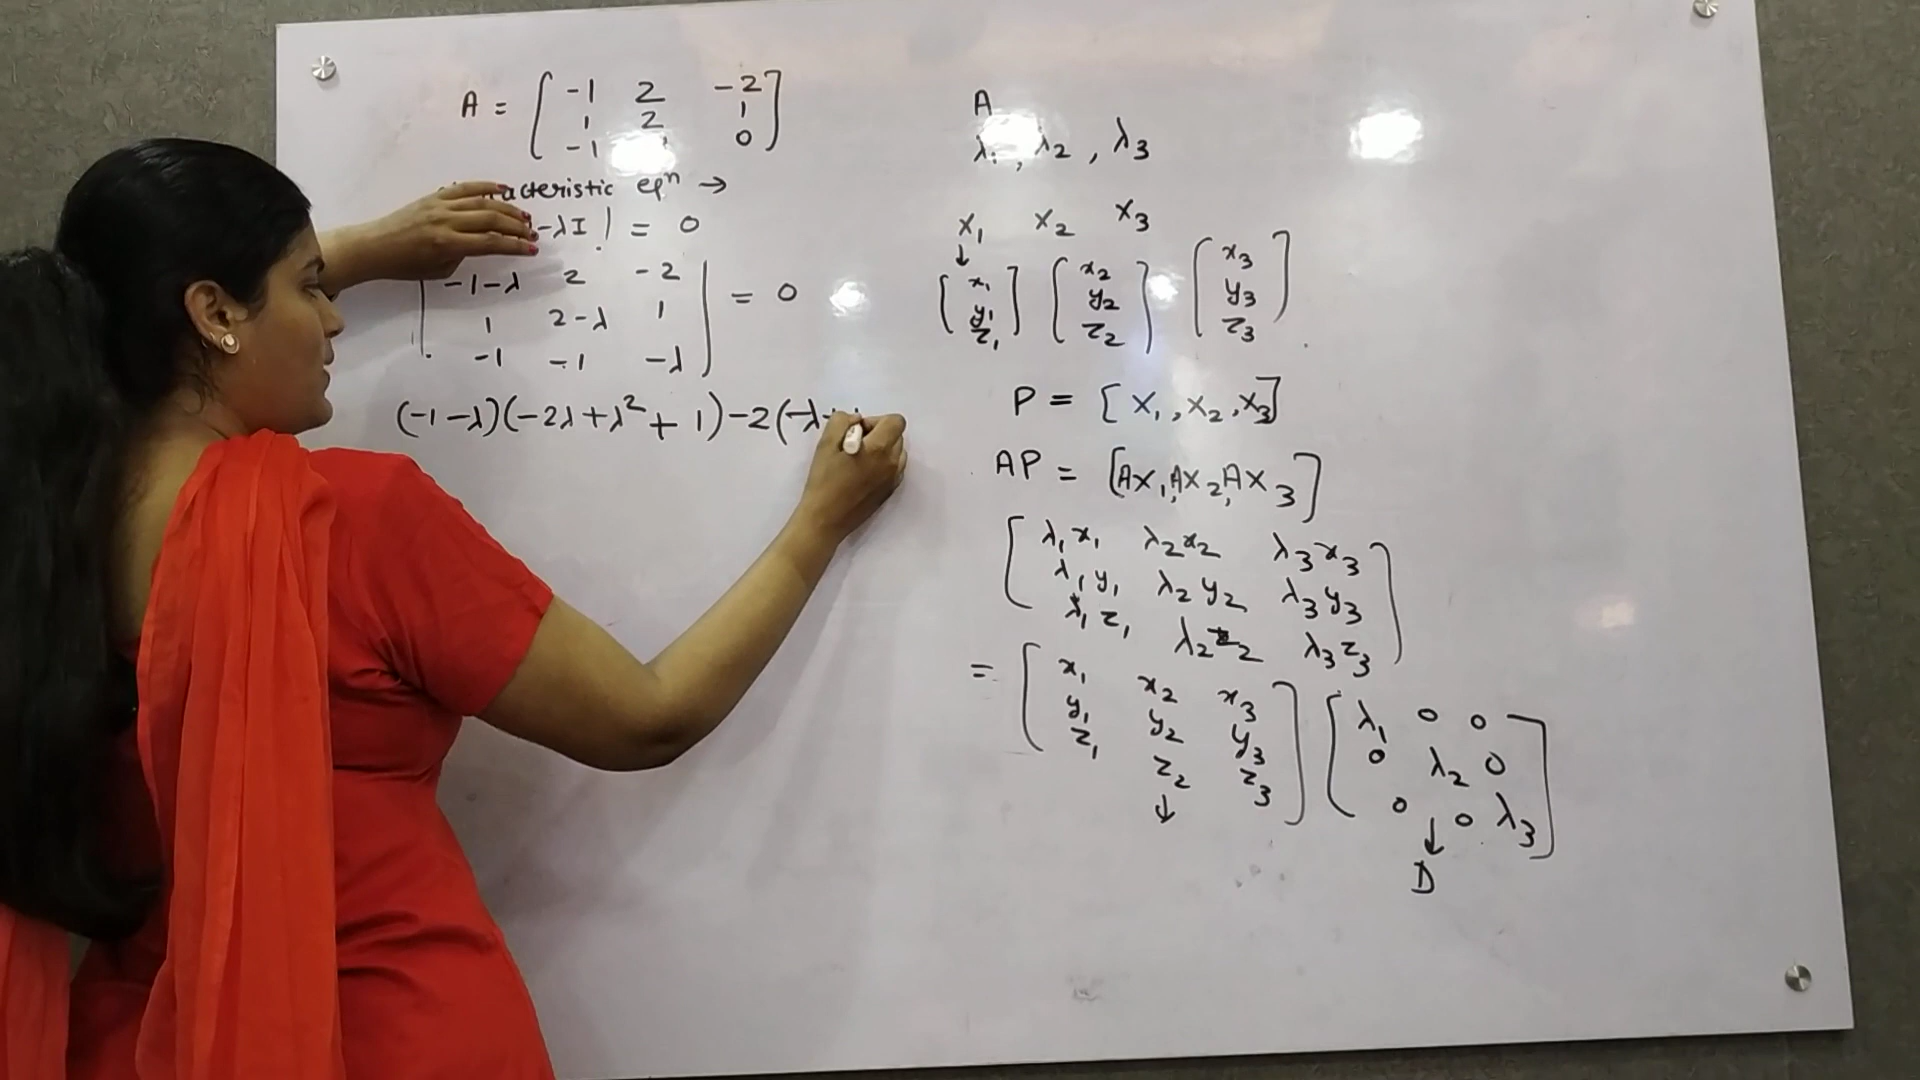 A = [ -1 2 -2
1 2 1
-1 0 ]
acteristic eqⁿ →
-λI | = 0
| -1-λ 2 -2
1 2-λ 1 | = 0
-1 -1 -λ |
(-1-λ)(-2λ+λ²+1)-2(-λ+
A
λ₁, λ₂, λ₃
X₁ X₂ X₃
↓
[ x₁ ] [ x₂ ] [ x₃ ]
[ y₁ ] [ y₂ ] [ y₃ ]
[ z₁ ] [ z₂ ] [ z₃ ]
P = [X₁, X₂, X₃]
AP = [AX₁, AX₂, AX₃]
[ λ₁x₁ λ₂x₂ λ₃x₃
λ₁y₁ λ₂y₂ λ₃y₃
λ₁z₁ λ₂z₂ λ₃z₃ ]
= [ x₁ x₂ x₃ ] [ λ₁ 0 0 ]
[ y₁ y₂ y₃ ] [ 0 λ₂ 0 ]
[ z₁ z₂ z₃ ] [ 0 0 λ₃ ]
↓ ↓
D